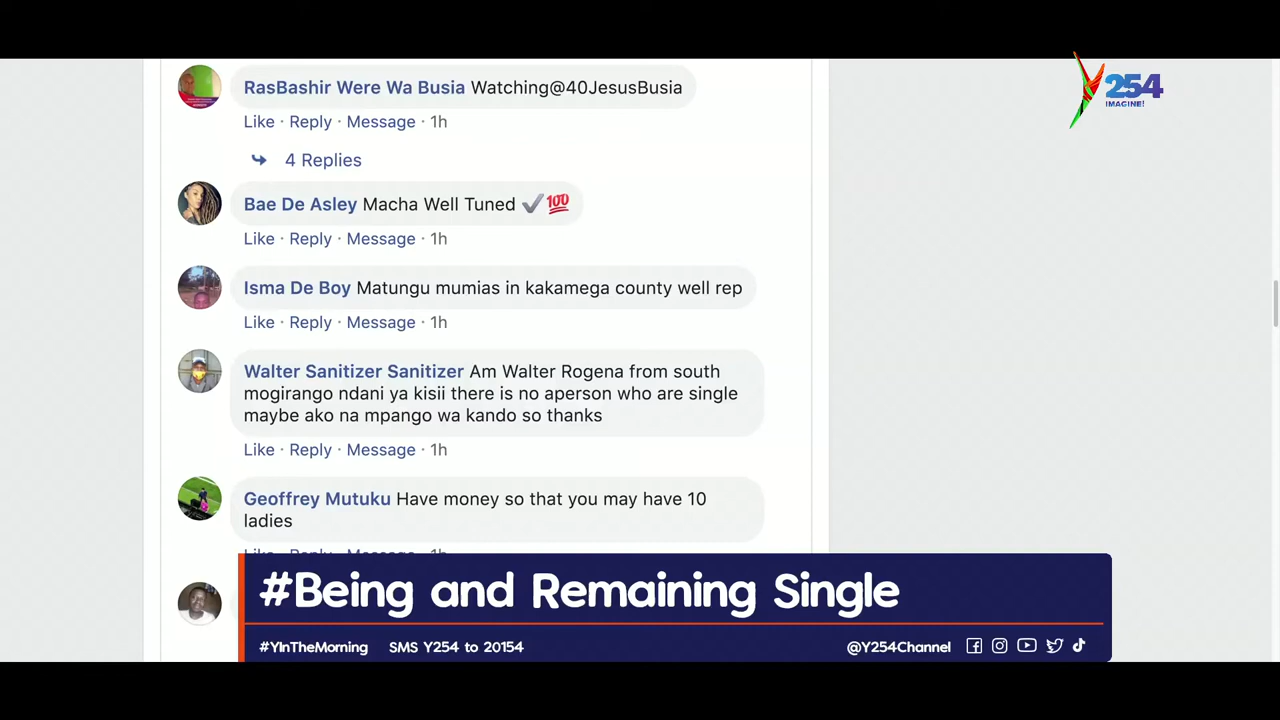 RasBashir Were Wa Busia Watching@40JesusBusia
Like · Reply · Message · 1h
4 Replies
Bae De Asley Macha Well Tuned ✔💯
Like · Reply · Message · 1h
Isma De Boy Matungu mumias in kakamega county well rep
Like · Reply · Message · 1h
Walter Sanitizer Sanitizer Am Walter Rogena from south
mogirango ndani ya kisii there is no aperson who are single
maybe ako na mpango wa kando so thanks
Like · Reply · Message · 1h
Geoffrey Mutuku Have money so that you may have 10
ladies
Like · Reply · Message · 1h
Y254
IMAGINE!
#Being and Remaining Single
#YInTheMorning SMS Y254 to 20154 @Y254Channel